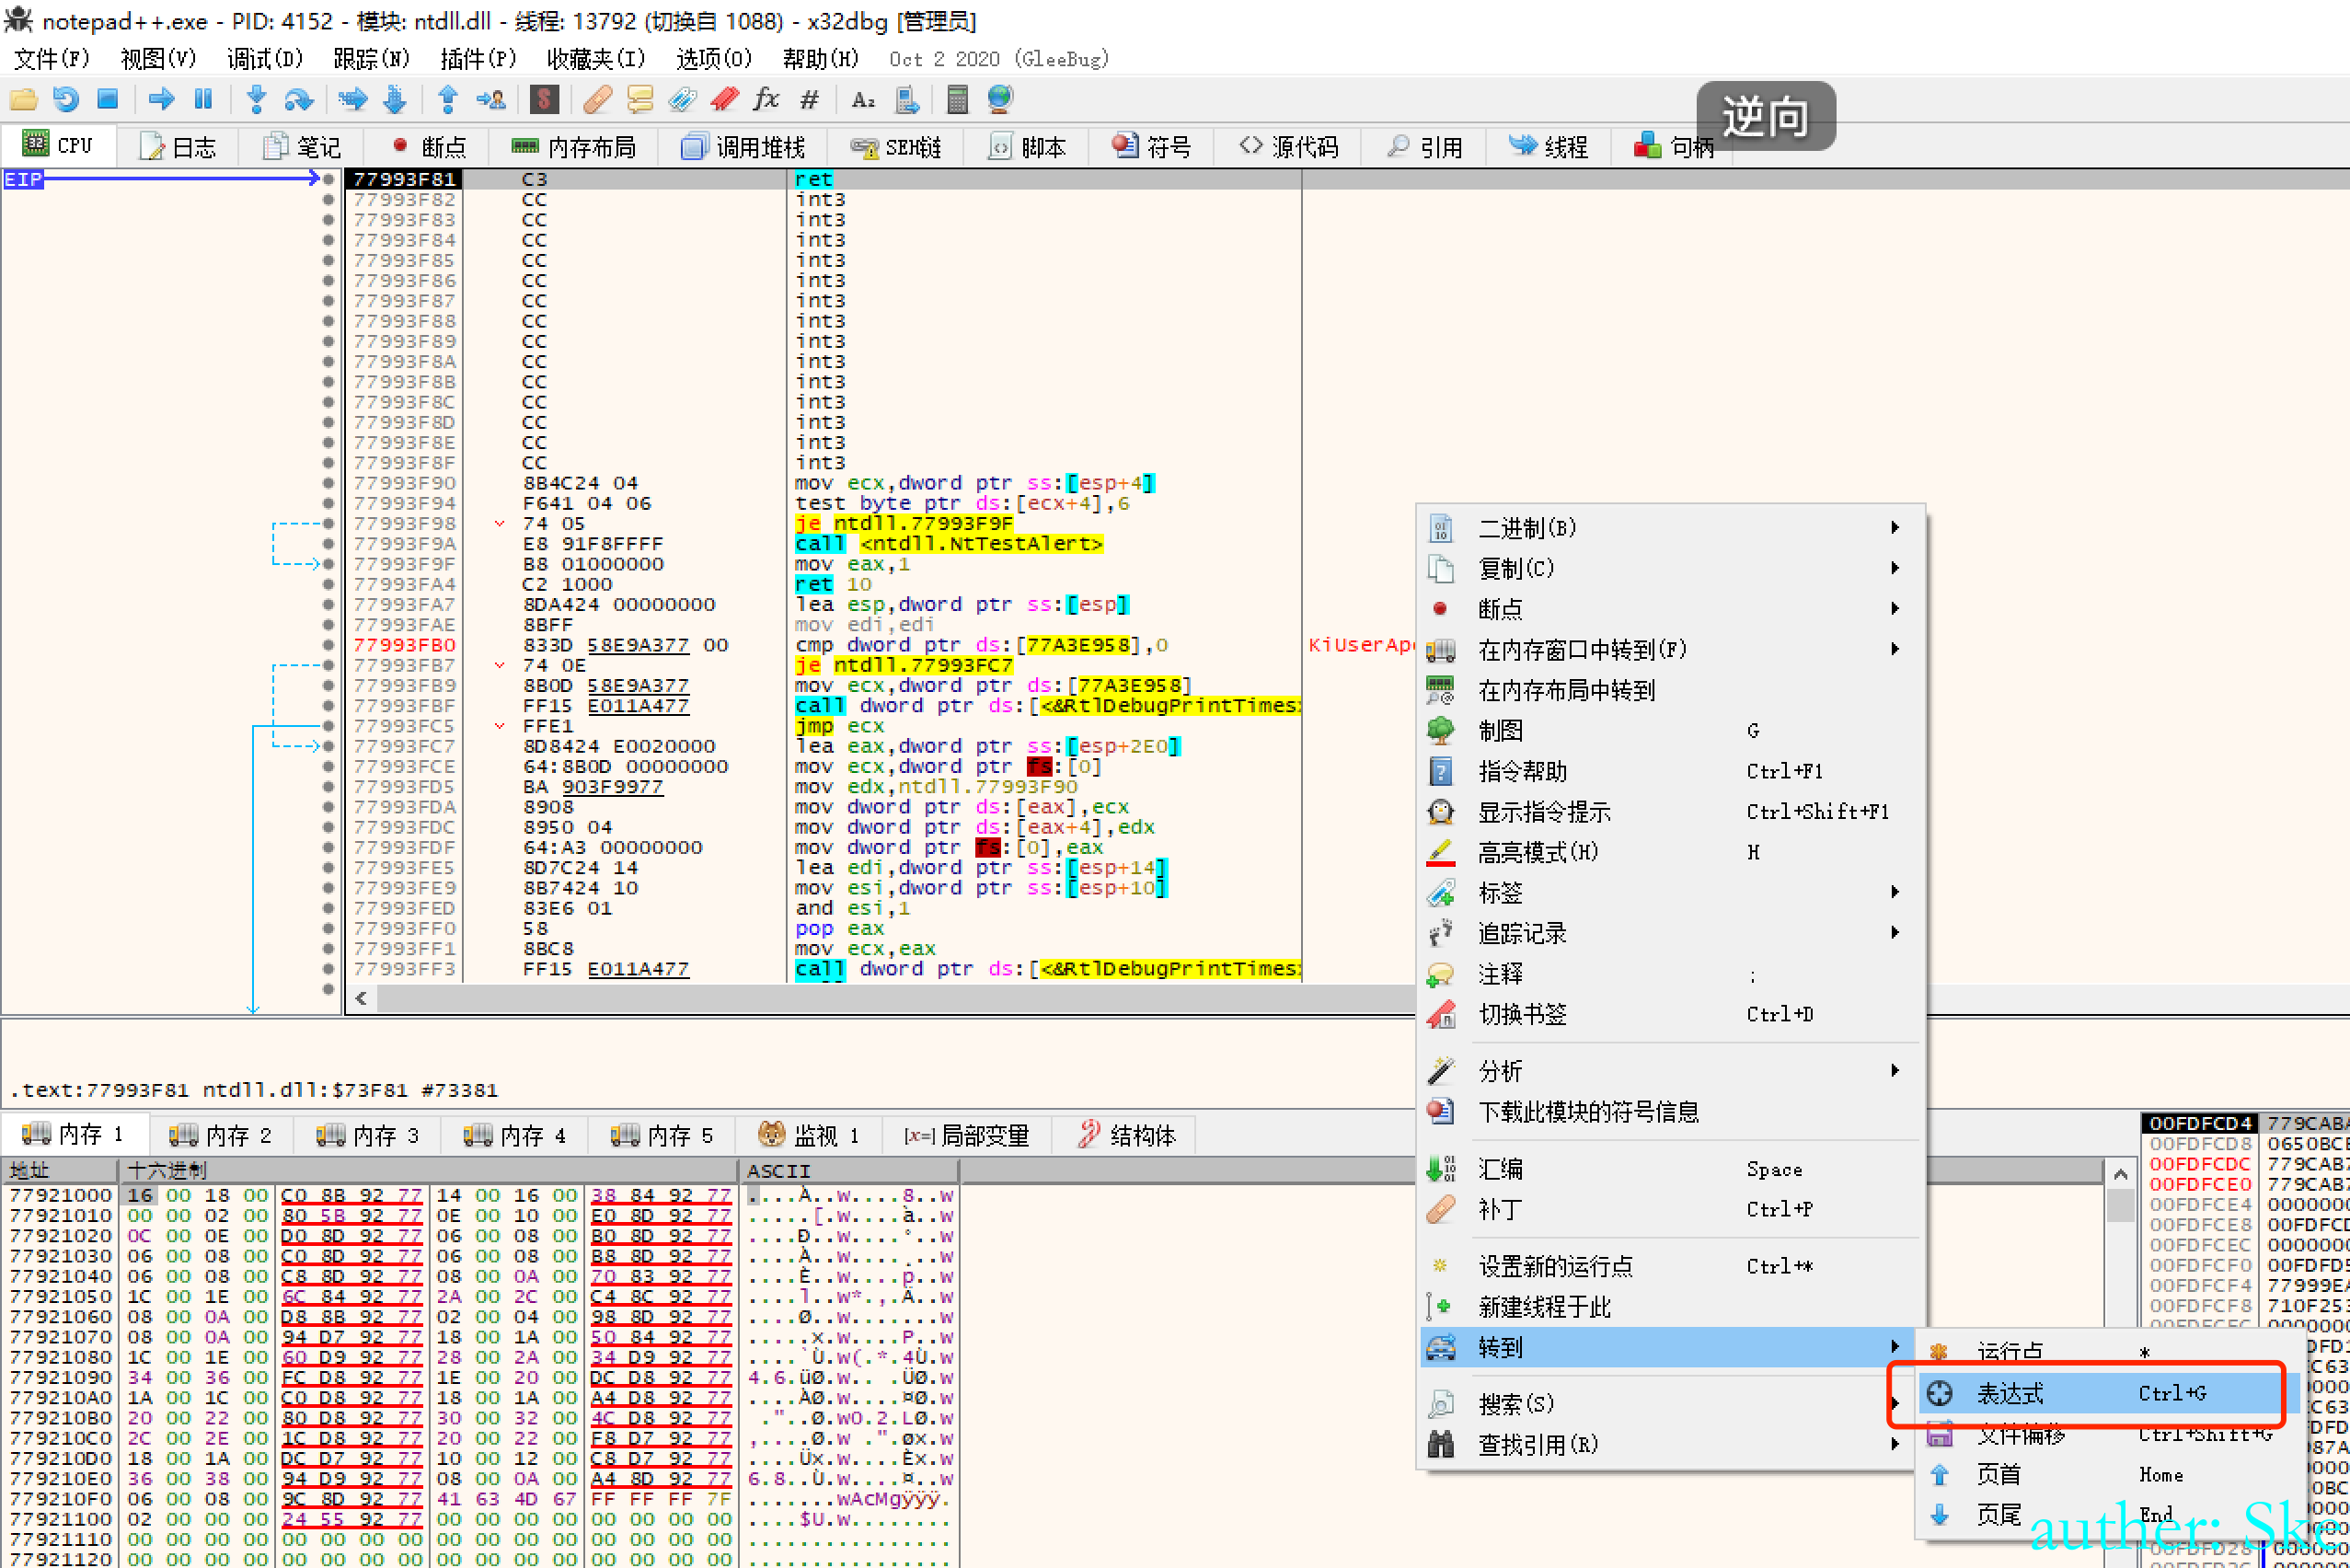 notepad++.exe - PID: 4152 - 模块: ntdll.dll - 线程: 13792 (切换自 1088) - x32dbg [管理员]
文件(F) 视图(V) 调试(D) 跟踪(N) 插件(P) 收藏夹(I) 选项(O) 帮助(H) Oct 2 2020 (GleeBug)
逆向
CPU 日志 笔记 断点 内存布局 调用堆栈 SEH链 脚本 符号 源代码 引用 线程 句柄
EIP 77993F81 C3 ret
77993F82 CC int3
77993F83 CC int3
77993F84 CC int3
77993F85 CC int3
77993F86 CC int3
77993F87 CC int3
77993F88 CC int3
77993F89 CC int3
77993F8A CC int3
77993F8B CC int3
77993F8C CC int3
77993F8D CC int3
77993F8E CC int3
77993F8F CC int3
77993F90 8B4C24 04 mov ecx,dword ptr ss:[esp+4]
77993F94 F641 04 06 test byte ptr ds:[ecx+4],6
77993F98 74 05 je ntdll.77993F9F
77993F9A E8 91F8FFFF call <ntdll.NtTestAlert>
77993F9F B8 01000000 mov eax,1
77993FA4 C2 1000 ret 10
77993FA7 8DA424 00000000 lea esp,dword ptr ss:[esp]
77993FAE 8BFF mov edi,edi
77993FB0 833D 58E9A377 00 cmp dword ptr ds:[77A3E958],0 KiUserAp
77993FB7 74 0E je ntdll.77993FC7
77993FB9 8B0D 58E9A377 mov ecx,dword ptr ds:[77A3E958]
77993FBF FF15 E011A477 call dword ptr ds:[<&RtlDebugPrintTimes>
77993FC5 FFE1 jmp ecx
77993FC7 8D8424 E0020000 lea eax,dword ptr ss:[esp+2E0]
77993FCE 64:8B0D 00000000 mov ecx,dword ptr fs:[0]
77993FD5 BA 903F9977 mov edx,ntdll.77993F90
77993FDA 8908 mov dword ptr ds:[eax],ecx
77993FDC 8950 04 mov dword ptr ds:[eax+4],edx
77993FDF 64:A3 00000000 mov dword ptr fs:[0],eax
77993FE5 8D7C24 14 lea edi,dword ptr ss:[esp+14]
77993FE9 8B7424 10 mov esi,dword ptr ss:[esp+10]
77993FED 83E6 01 and esi,1
77993FF0 58 pop eax
77993FF1 8BC8 mov ecx,eax
77993FF3 FF15 E011A477 call dword ptr ds:[<&RtlDebugPrintTimes>
.text:77993F81 ntdll.dll:$73F81 #73381
二进制(B)
复制(C)
断点
在内存窗口中转到(F)
在内存布局中转到
制图 G
指令帮助 Ctrl+F1
显示指令提示 Ctrl+Shift+F1
高亮模式(H) H
标签
追踪记录
注释 ;
切换书签 Ctrl+D
分析
下载此模块的符号信息
汇编 Space
补丁 Ctrl+P
设置新的运行点 Ctrl+*
新建线程于此
转到
搜索(S)
查找引用(R)
运行点 *
表达式 Ctrl+G
文件偏移 Ctrl+Shift+G
页首 Home
页尾 End
内存 1 内存 2 内存 3 内存 4 内存 5 监视 1 [x=]局部变量 结构体
地址 十六进制 ASCII
77921000 16 00 18 00 C0 8B 92 77 14 00 16 00 38 84 92 77 ....À..w....8..w
77921010 00 00 02 00 80 5B 92 77 0E 00 10 00 E0 8D 92 77 .....[.w....à..w
77921020 0C 00 0E 00 D0 8D 92 77 06 00 08 00 B0 8D 92 77 ....Ð..w....°..w
77921030 06 00 08 00 C0 8D 92 77 06 00 08 00 B8 8D 92 77 ....À..w....¸..w
77921040 06 00 08 00 C8 8D 92 77 08 00 0A 00 70 83 92 77 ....È..w....p..w
77921050 1C 00 1E 00 6C 84 92 77 2A 00 2C 00 C4 8C 92 77 ....l..w*.,.Ä..w
77921060 08 00 0A 00 D8 8B 92 77 02 00 04 00 98 8D 92 77 ....Ø..w.......w
77921070 08 00 0A 00 94 D7 92 77 18 00 1A 00 50 84 92 77 .....x.w....P..w
77921080 1C 00 1E 00 60 D9 92 77 28 00 2A 00 34 D9 92 77 ....`Ù.w(.*.4Ù.w
77921090 34 00 36 00 FC D8 92 77 1E 00 20 00 DC D8 92 77 4.6.üØ.w.. .ÜØ.w
779210A0 1A 00 1C 00 C0 D8 92 77 18 00 1A 00 A4 D8 92 77 ....ÀØ.w....¤Ø.w
779210B0 20 00 22 00 80 D8 92 77 30 00 32 00 4C D8 92 77 .".Ø.w0.2.LØ.w
779210C0 2C 00 2E 00 1C D8 92 77 20 00 22 00 F8 D7 92 77 ,....Ø.w .".øx.w
779210D0 18 00 1A 00 DC D7 92 77 10 00 12 00 C8 D7 92 77 ....Üx.w....Èx.w
779210E0 36 00 38 00 94 D9 92 77 08 00 0A 00 A4 8D 92 77 6.8..Ù.w....¤..w
779210F0 06 00 08 00 9C 8D 92 77 41 63 4D 67 FF FF FF 7F .......wAcMgÿÿÿ.
77921100 02 00 00 00 24 55 92 77 00 00 00 00 00 00 00 00 ....$U.w........
77921110 00 00 00 00 00 00 00 00 00 00 00 00 00 00 00 00 ................
77921120 00 00 00 00 00 00 00 00 00 00 00 00 00 00 00 00 ................
00FDFCD4 779CABA
00FDFCD8 0650BCE
00FDFCDC 779CAB7
00FDFCE0 779CAB7
00FDFCE4 0000000
00FDFCE8 00FDFCD
00FDFCEC 0000000
00FDFCF0 00FDFD5
00FDFCF4 77999EA
00FDFCF8 710F253
auther: Ske